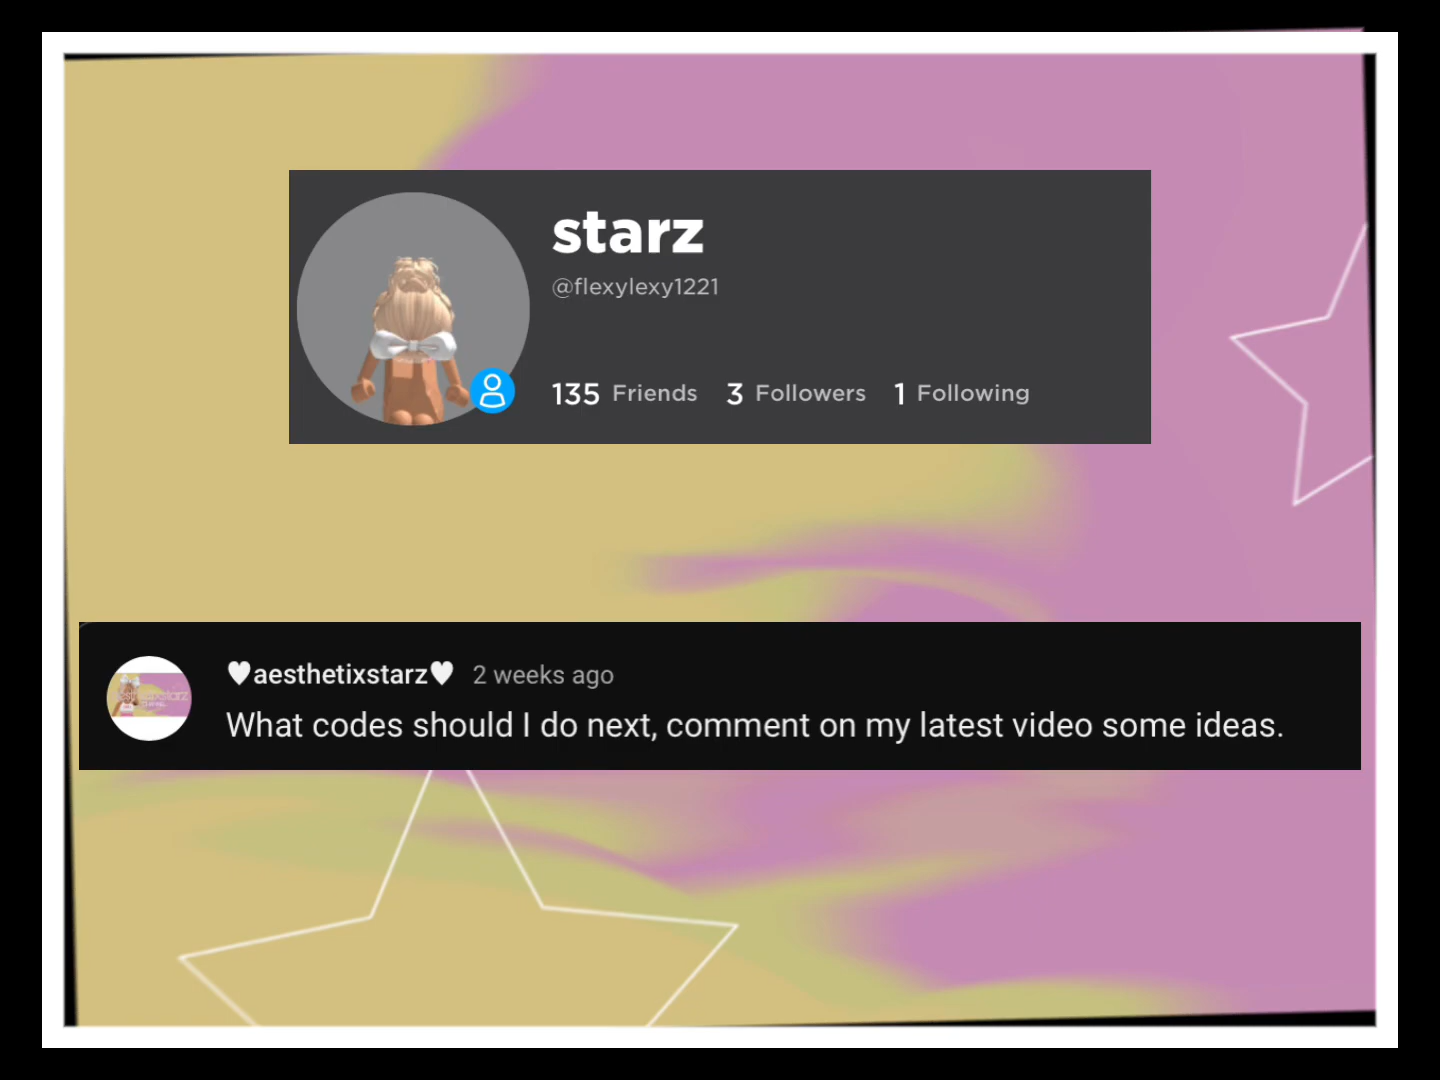 starz
@flexylexy1221
135 Friends 3 Followers 1 Following
♥aesthetixstarz♥ 2 weeks ago
What codes should I do next, comment on my latest video some ideas.